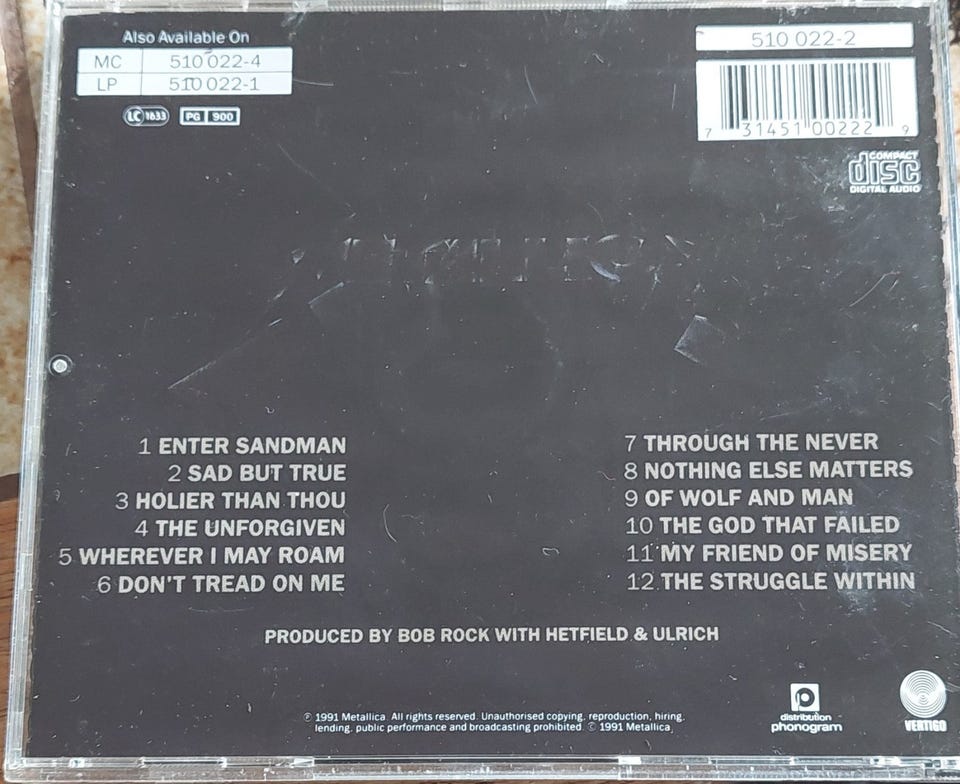 Also Available On
MC 510 022-4
LP 510 022-1
LC 1833 PG 900
510 022-2
7 31451 00222 9
COMPACT
disc
DIGITAL AUDIO
1 ENTER SANDMAN
2 SAD BUT TRUE
3 HOLIER THAN THOU
4 THE UNFORGIVEN
5 WHEREVER I MAY ROAM
6 DON'T TREAD ON ME
7 THROUGH THE NEVER
8 NOTHING ELSE MATTERS
9 OF WOLF AND MAN
10 THE GOD THAT FAILED
11 MY FRIEND OF MISERY
12 THE STRUGGLE WITHIN
PRODUCED BY BOB ROCK WITH HETFIELD & ULRICH
℗ 1991 Metallica. All rights reserved. Unauthorised copying, reproduction, hiring,
lending, public performance and broadcasting prohibited. © 1991 Metallica
distribution
phonogram
VERTIGO